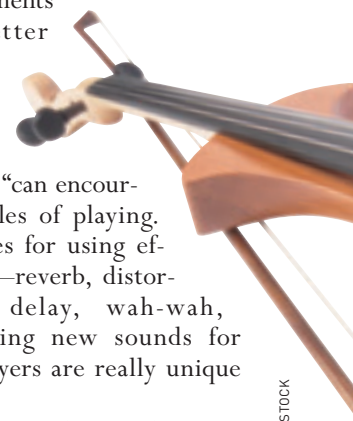 ments
tter
“can encour-
les of playing.
es for using ef-
—reverb, distor-
delay, wah-wah,
ing new sounds for
yers are really unique
STOCK